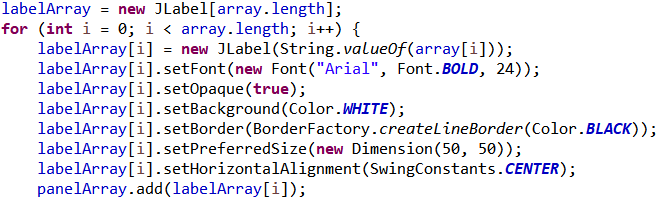 labelArray = new JLabel[array.length];
for (int i = 0; i < array.length; i++) {
    labelArray[i] = new JLabel(String.valueOf(array[i]));
    labelArray[i].setFont(new Font("Arial", Font.BOLD, 24));
    labelArray[i].setOpaque(true);
    labelArray[i].setBackground(Color.WHITE);
    labelArray[i].setBorder(BorderFactory.createLineBorder(Color.BLACK));
    labelArray[i].setPreferredSize(new Dimension(50, 50));
    labelArray[i].setHorizontalAlignment(SwingConstants.CENTER);
    panelArray.add(labelArray[i]);